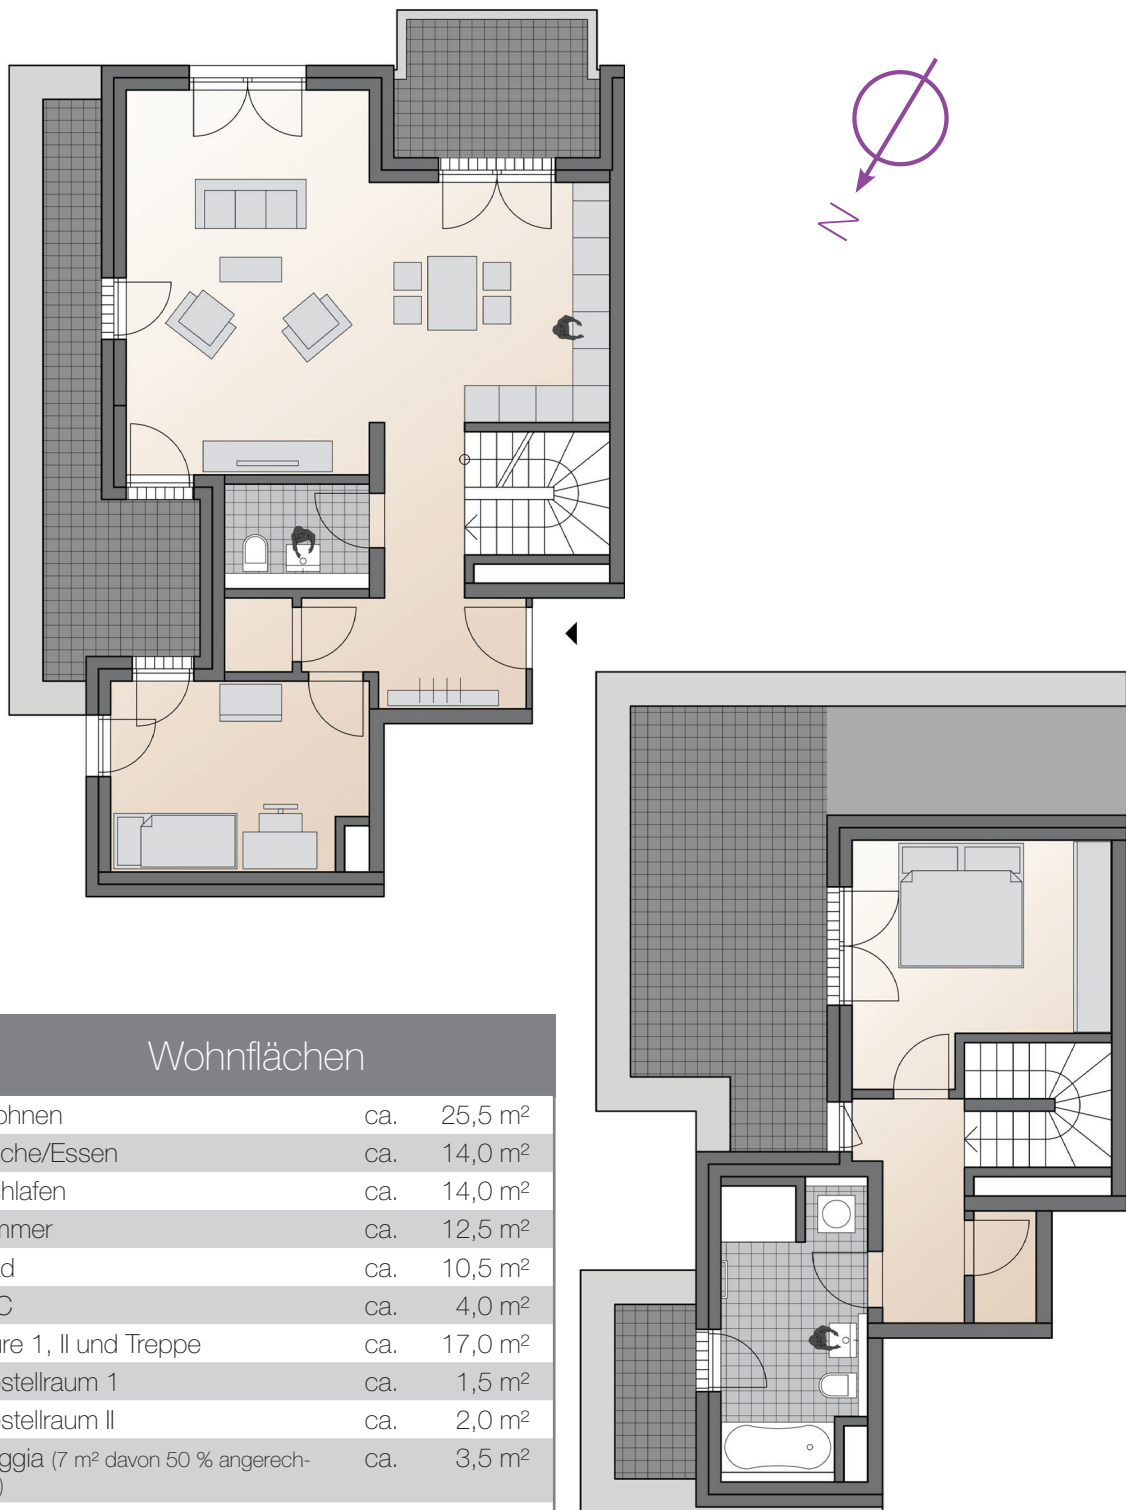 N
Wohnflächen
ohnen ca. 25,5 m²
che/Essen ca. 14,0 m²
hlafen ca. 14,0 m²
mmer ca. 12,5 m²
d ca. 10,5 m²
C ca. 4,0 m²
re 1, II und Treppe ca. 17,0 m²
stellraum 1 ca. 1,5 m²
stellraum II ca. 2,0 m²
ggia (7 m² davon 50 % angerech- ca. 3,5 m²
)